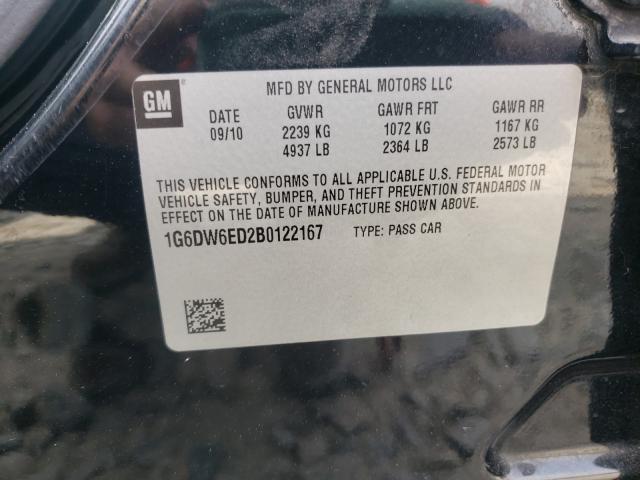 MFD BY GENERAL MOTORS LLC
GM
DATE GVWR GAWR FRT GAWR RR
09/10 2239 KG 1072 KG 1167 KG
4937 LB 2364 LB 2573 LB
THIS VEHICLE CONFORMS TO ALL APPLICABLE U.S. FEDERAL MOTOR
VEHICLE SAFETY, BUMPER, AND THEFT PREVENTION STANDARDS IN
EFFECT ON THE DATE OF MANUFACTURE SHOWN ABOVE.
1G6DW6ED2B0122167 TYPE: PASS CAR